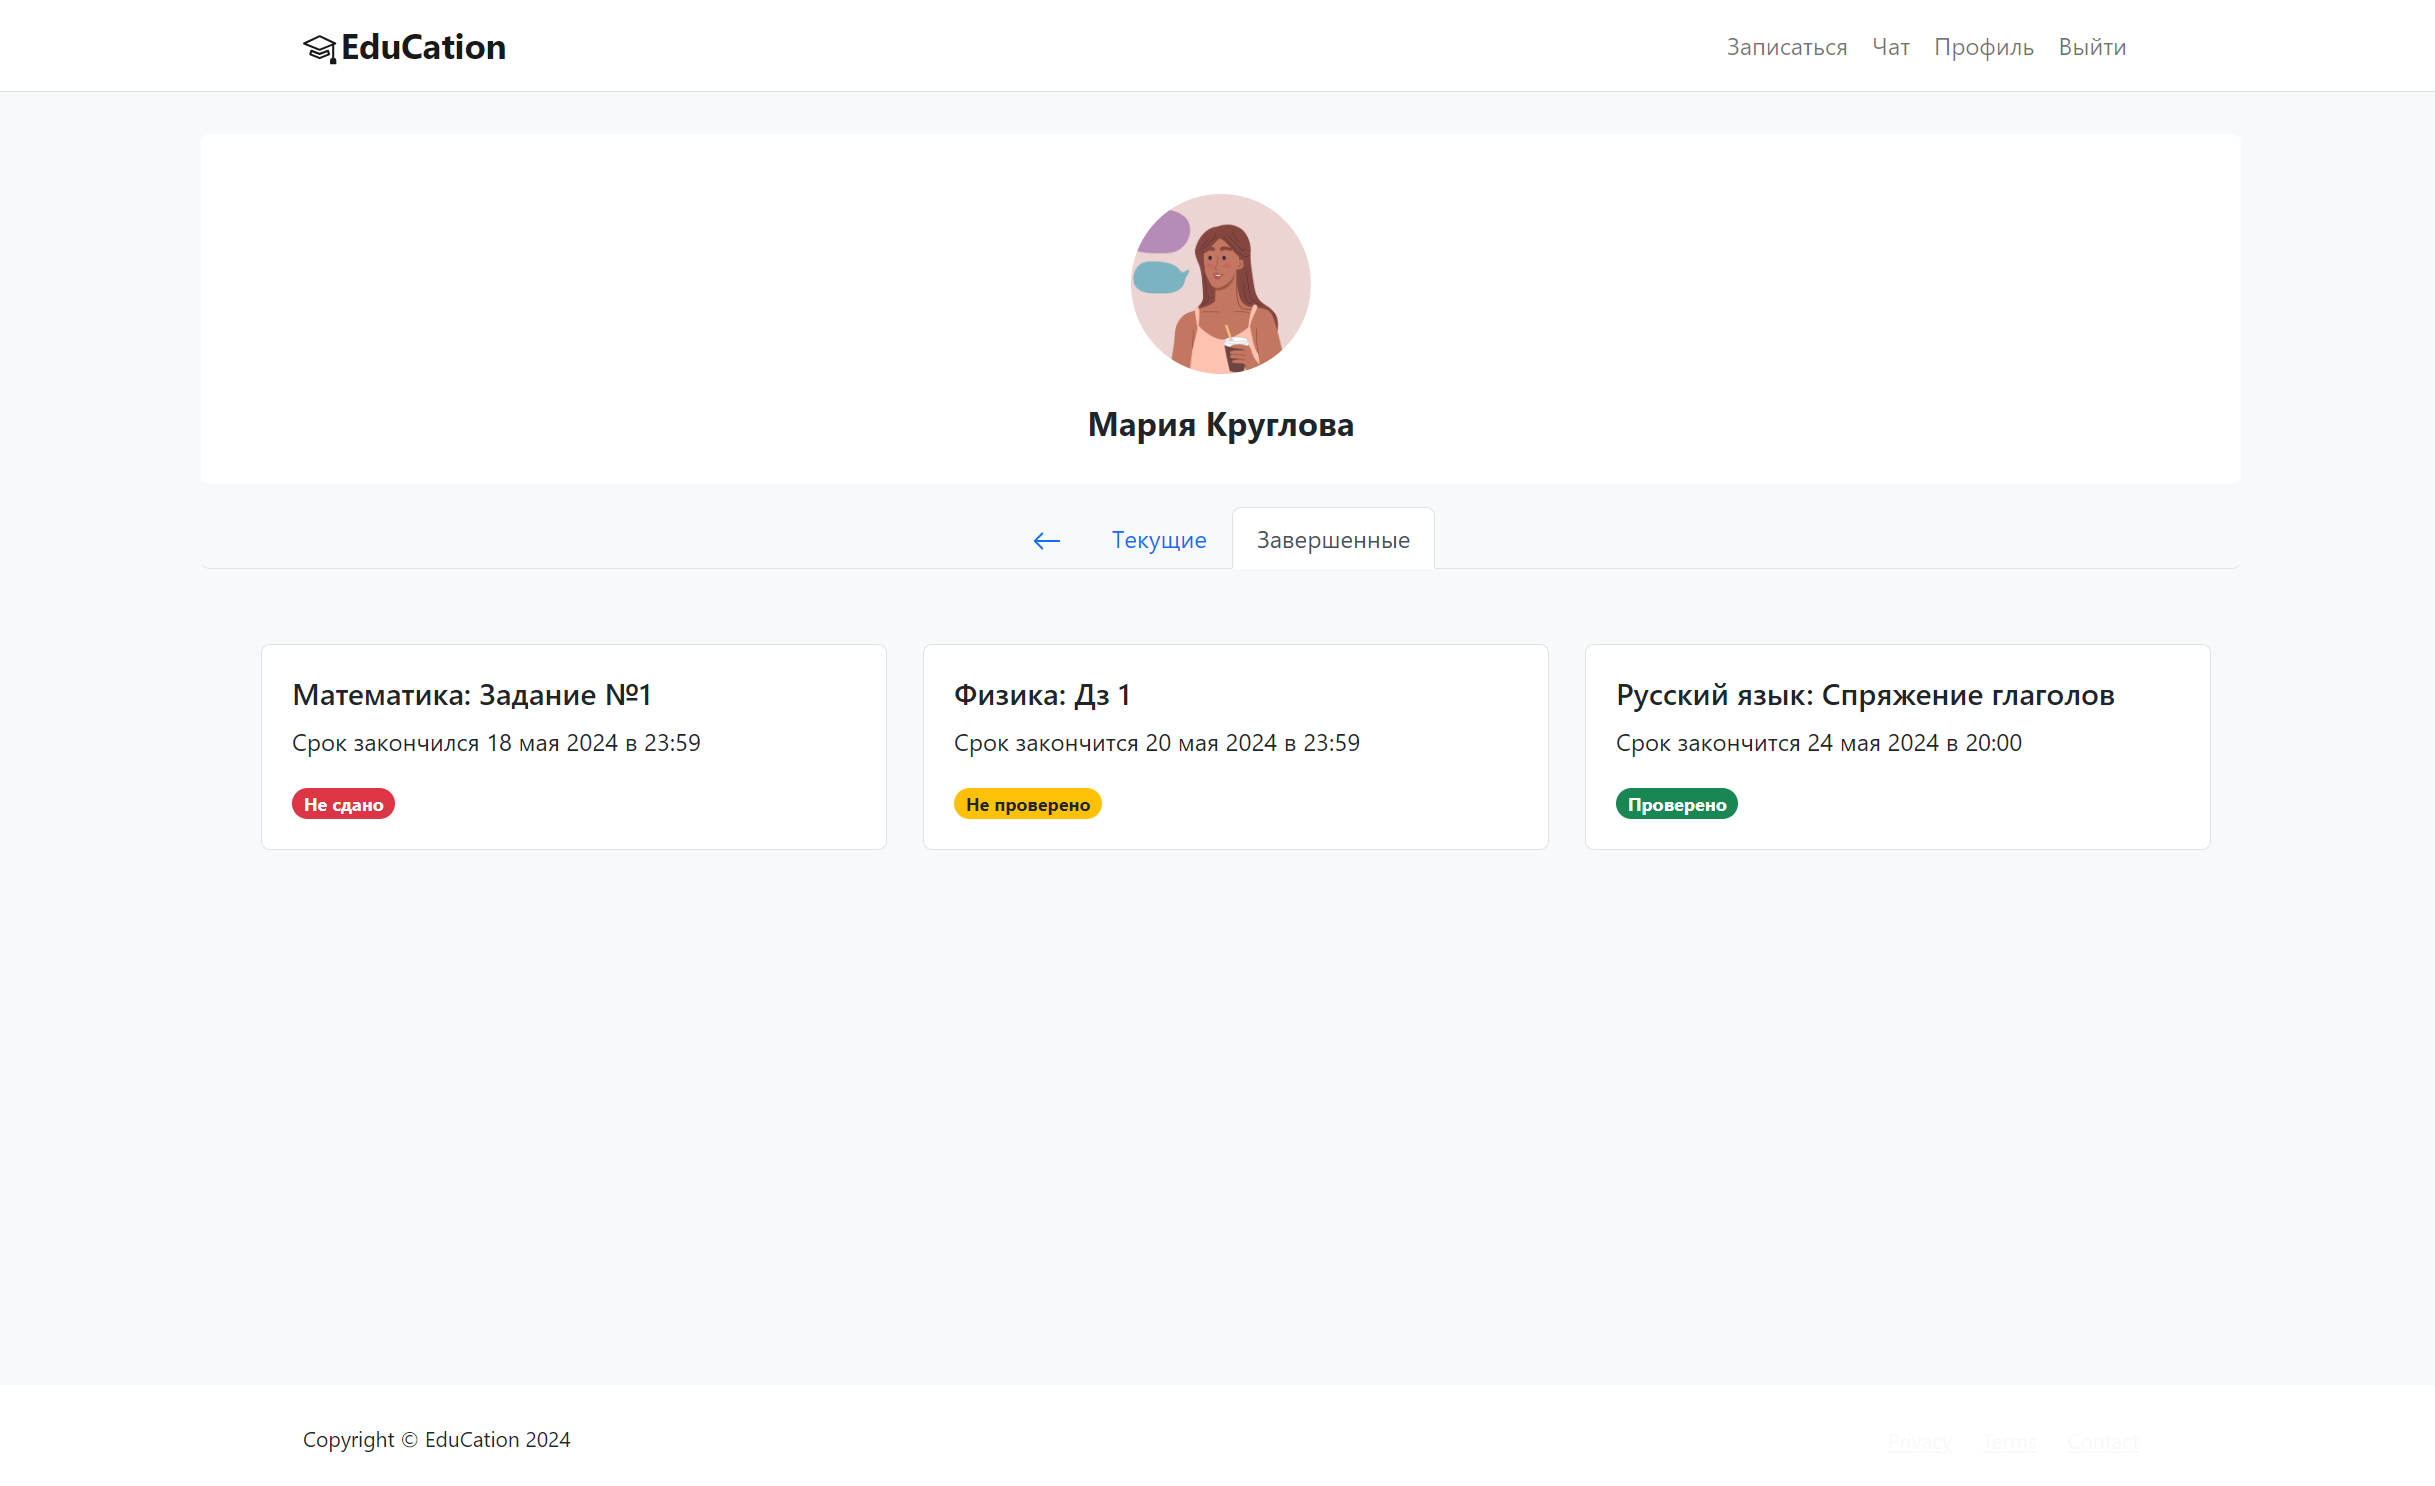 EduCation
Записаться Чат Профиль Выйти
Мария Круглова
Текущие Завершенные
Математика: Задание №1
Срок закончился 18 мая 2024 в 23:59
Не сдано
Физика: Дз 1
Срок закончится 20 мая 2024 в 23:59
Не проверено
Русский язык: Спряжение глаголов
Срок закончится 24 мая 2024 в 20:00
Проверено
Copyright © EduCation 2024
Privacy Terms Contact